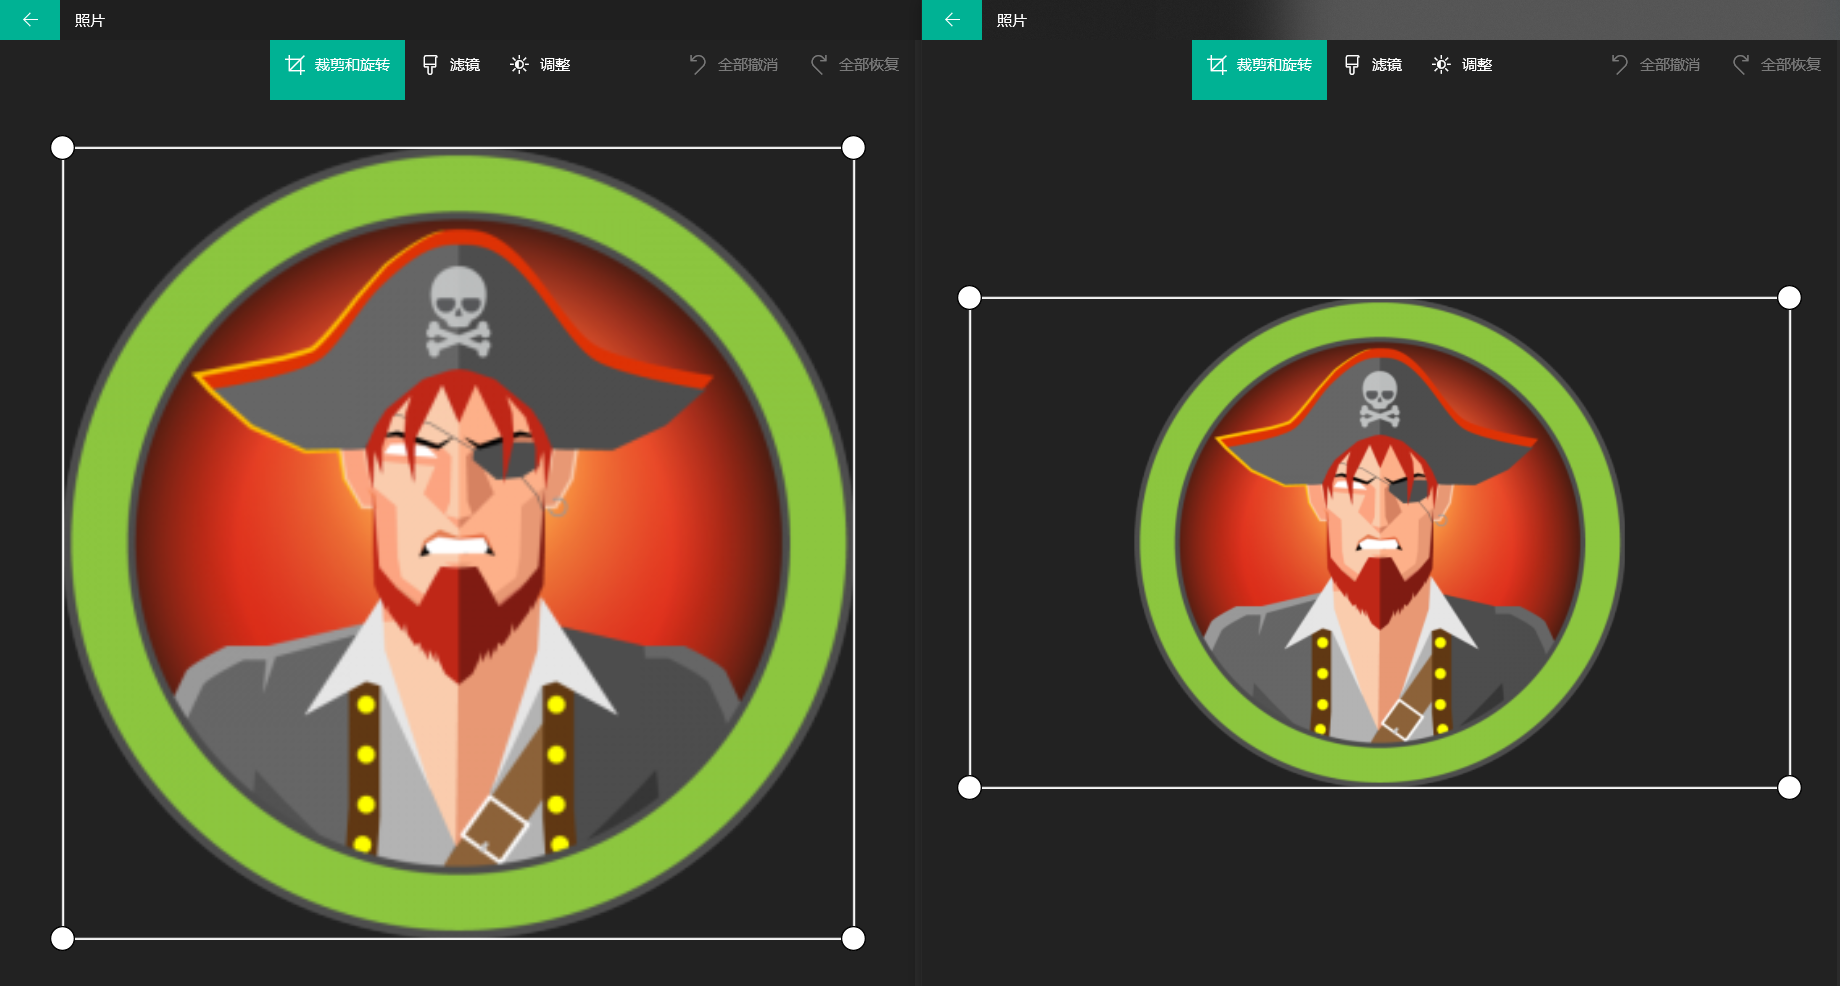 照片
裁剪和旋转
滤镜
调整
全部撤消
全部恢复
照片
裁剪和旋转
滤镜
调整
全部撤消
全部恢复